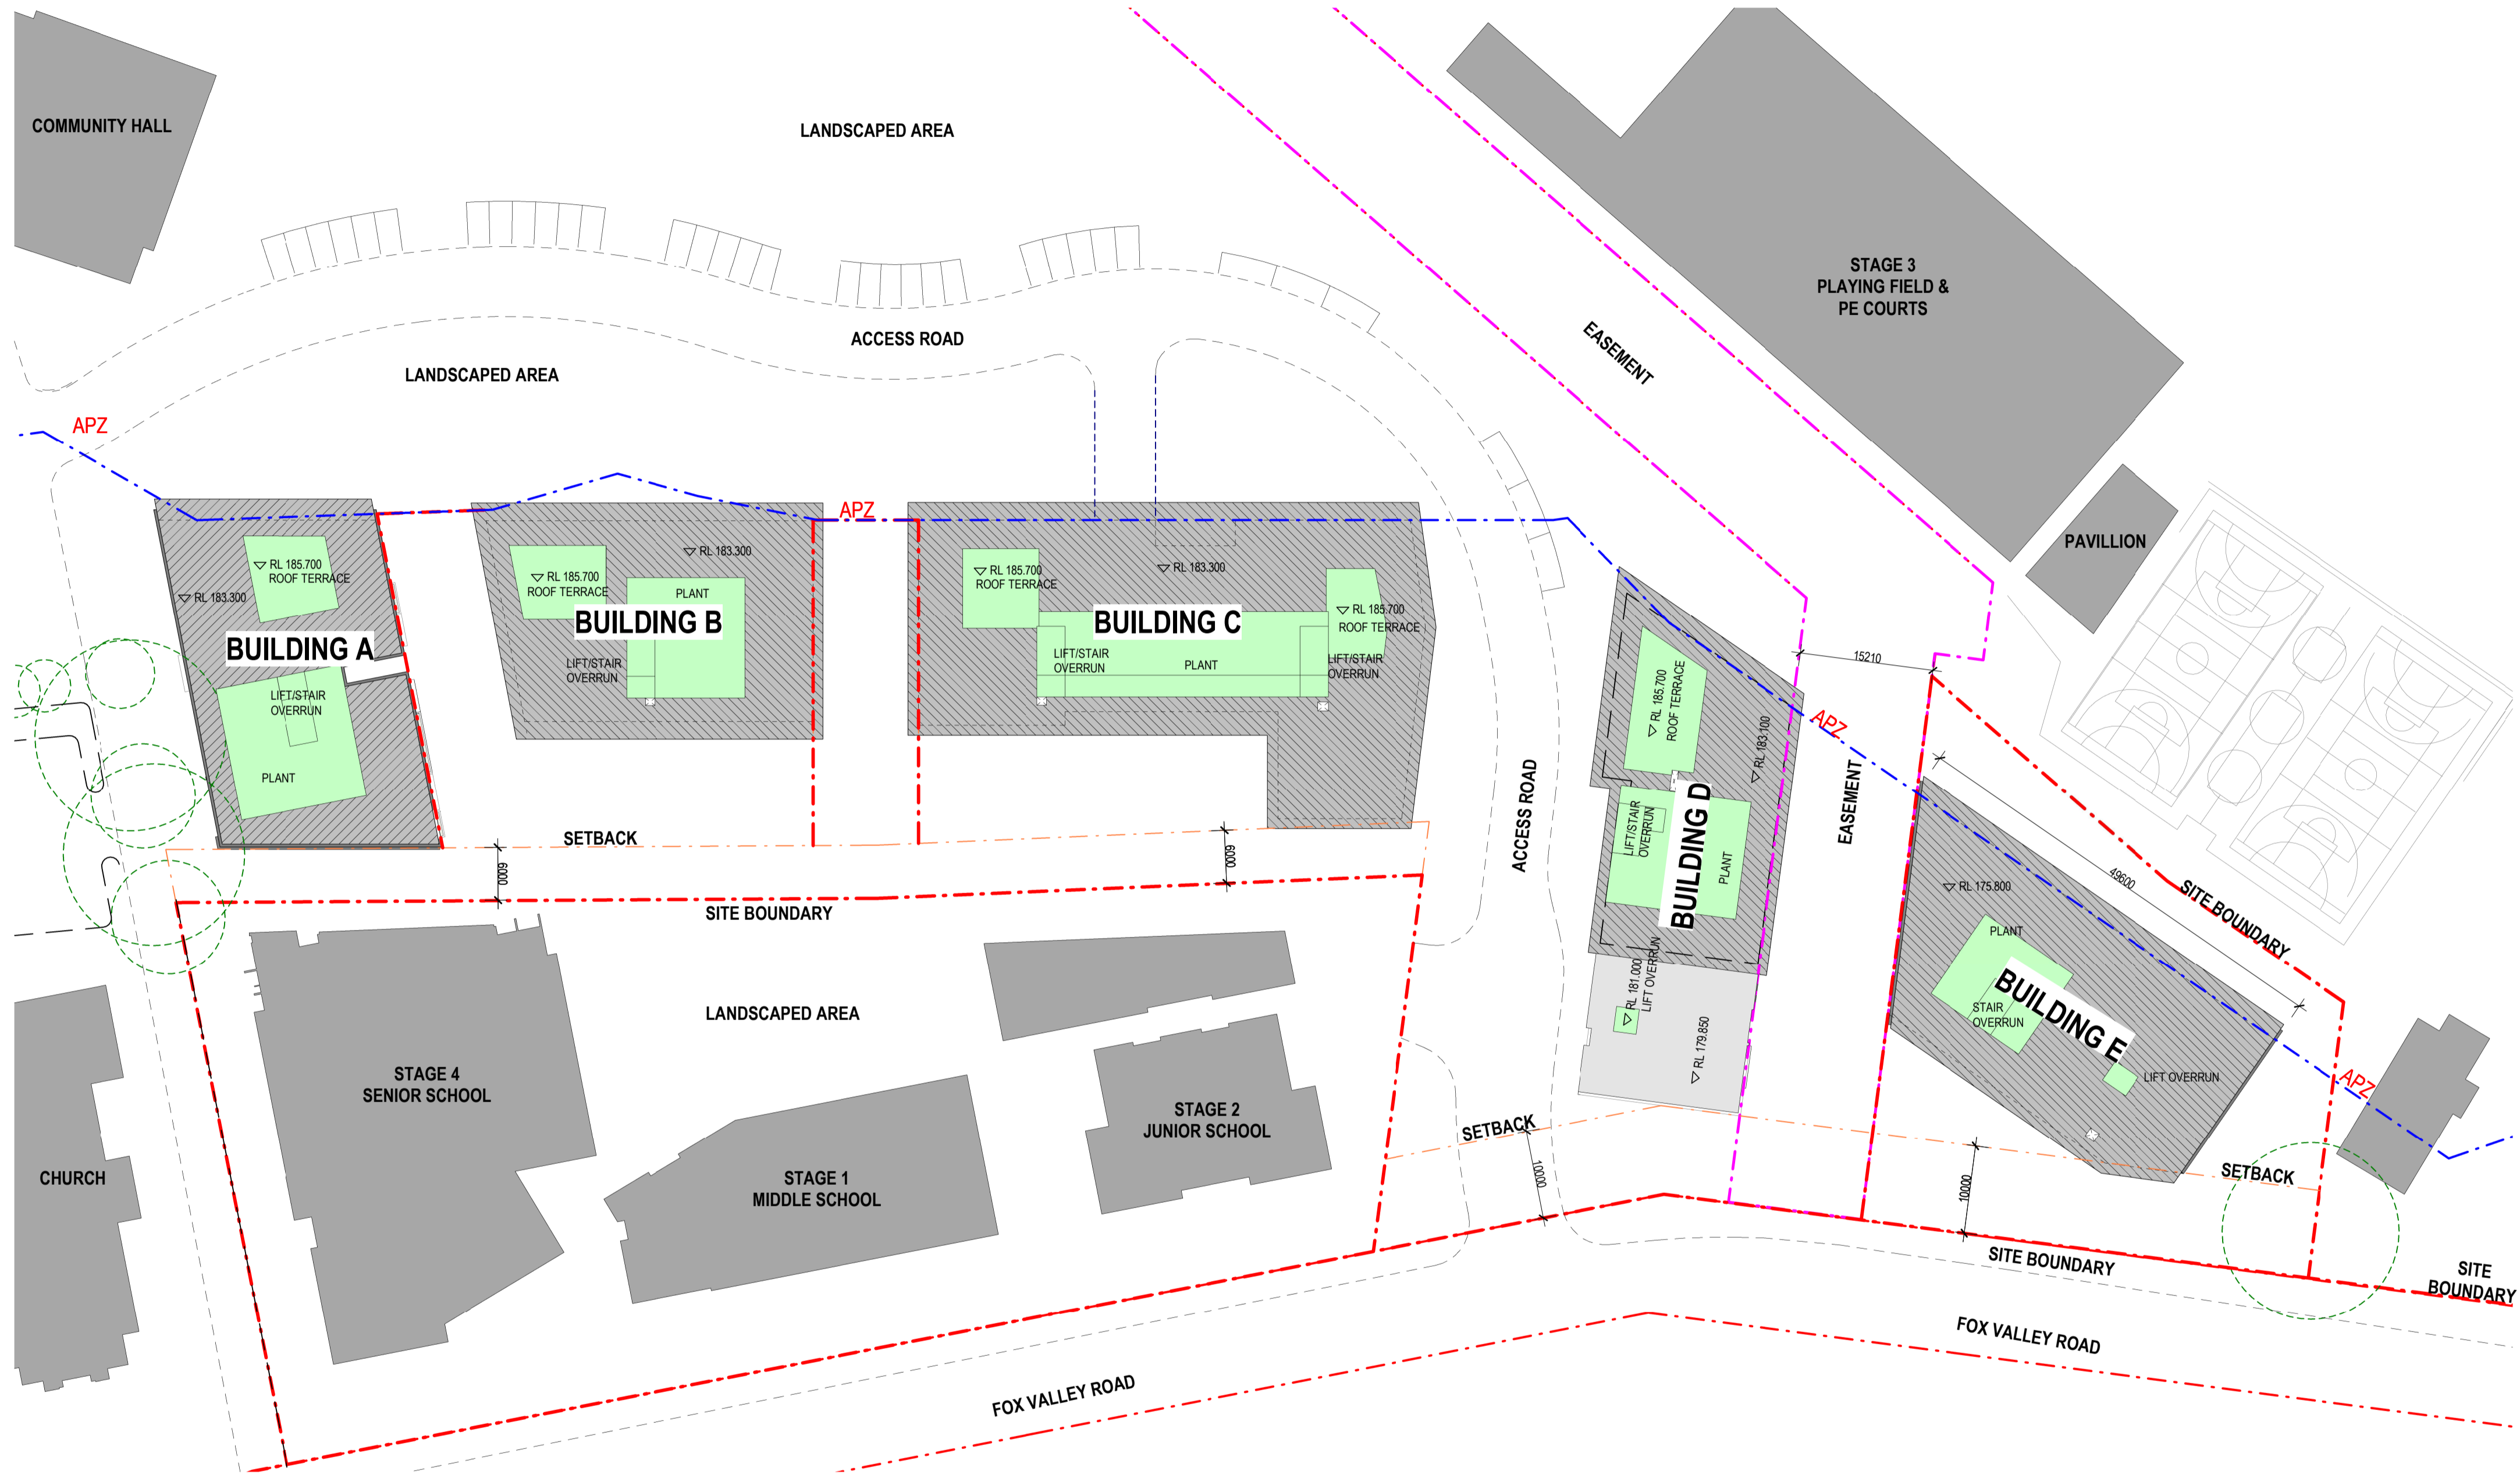 COMMUNITY HALL
LANDSCAPED AREA
STAGE 3
PLAYING FIELD &
PE COURTS
EASEMENT
ACCESS ROAD
LANDSCAPED AREA
APZ
APZ
PAVILLION
RL 185.700
ROOF TERRACE
RL 183.300
BUILDING A
LIFT/STAIR
OVERRUN
PLANT
RL 183.300
RL 185.700
ROOF TERRACE
PLANT
BUILDING B
LIFT/STAIR
OVERRUN
RL 185.700
ROOF TERRACE
RL 183.300
BUILDING C
RL 185.700
ROOF TERRACE
LIFT/STAIR
OVERRUN
PLANT
LIFT/STAIR
OVERRUN
15210
RL 185.700
ROOF TERRACE
RL 183.100
APZ
BUILDING D
LIFT/STAIR
OVERRUN
PLANT
RL 181.000
LIFT OVERRUN
RL 179.850
ACCESS ROAD
EASEMENT
49600
SITE BOUNDARY
RL 175.800
PLANT
BUILDING E
STAIR
OVERRUN
LIFT OVERRUN
APZ
SETBACK
6000
6000
SITE BOUNDARY
LANDSCAPED AREA
STAGE 4
SENIOR SCHOOL
STAGE 2
JUNIOR SCHOOL
STAGE 1
MIDDLE SCHOOL
CHURCH
SETBACK
10000
10000
SETBACK
SITE BOUNDARY
SITE
BOUNDARY
FOX VALLEY ROAD
FOX VALLEY ROAD